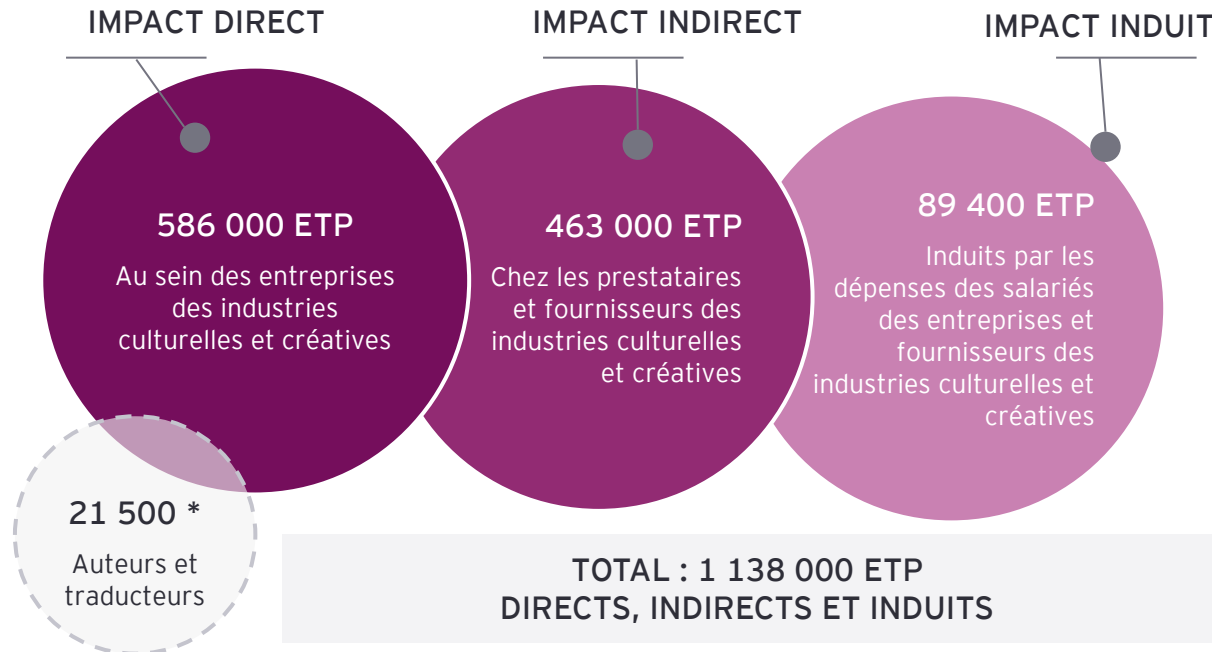 IMPACT DIRECT
IMPACT INDIRECT
IMPACT INDUIT
586 000 ETP
Au sein des entreprises
des industries
culturelles et créatives
463 000 ETP
Chez les prestataires
et fournisseurs des
industries culturelles
et créatives
89 400 ETP
Induits par les
dépenses des salariés
des entreprises et
fournisseurs des
industries culturelles et
créatives
21 500 *
Auteurs et
traducteurs
TOTAL : 1 138 000 ETP
DIRECTS, INDIRECTS ET INDUITS